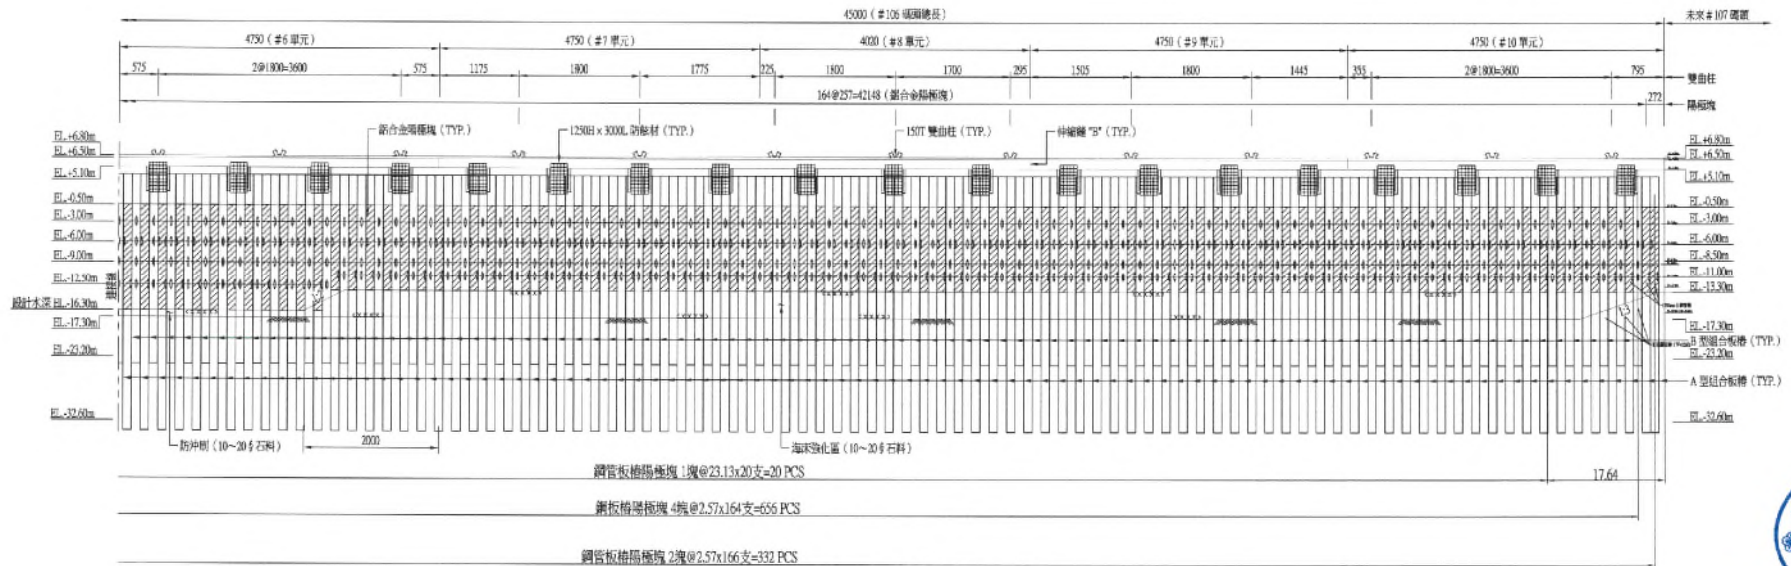 45000 (#106 碼頭總長)
未來#107 碼頭
4750 (#6 單元)
4750 (#7 單元)
4020 (#8 單元)
4750 (#9 單元)
4750 (#10 單元)
575
2@1800=3600
575
1175
1800
1775
225
1800
1700
295
1505
1800
1445
355
2@1800=3600
795
雙曲柱
164@257=42148 (鋁合金陽極塊)
272
陽極塊
鋁合金陽極塊 (TYP.)
1250H x 3000L 防舷材 (TYP.)
150T 雙曲柱 (TYP.)
伸縮縫 "B" (TYP.)
EL.+6.80m
EL.+6.50m
EL.+5.10m
EL.-0.50m
EL.-3.00m
EL.-6.00m
EL.-9.00m
EL.-12.50m
設計水深 EL.-16.30m
EL.-17.30m
EL.-23.20m
EL.-32.60m
EL.+6.80m
EL.+6.50m
EL.+5.10m
EL.-0.50m
EL.-3.00m
EL.-6.00m
EL.-8.50m
EL.-11.00m
EL.-13.30m
EL.-17.30m
B 型組合板樁 (TYP.)
EL.-23.20m
A 型組合板樁 (TYP.)
EL.-32.60m
防沖刷 (10～20 石料)
2000
海床強化區 (10～20 石料)
鋼管板樁陽極塊 1塊@23.13x20支=20 PCS
17.64
鋼板樁陽極塊 4塊@2.57x164支=656 PCS
鋼管板樁陽極塊 2塊@2.57x166支=332 PCS